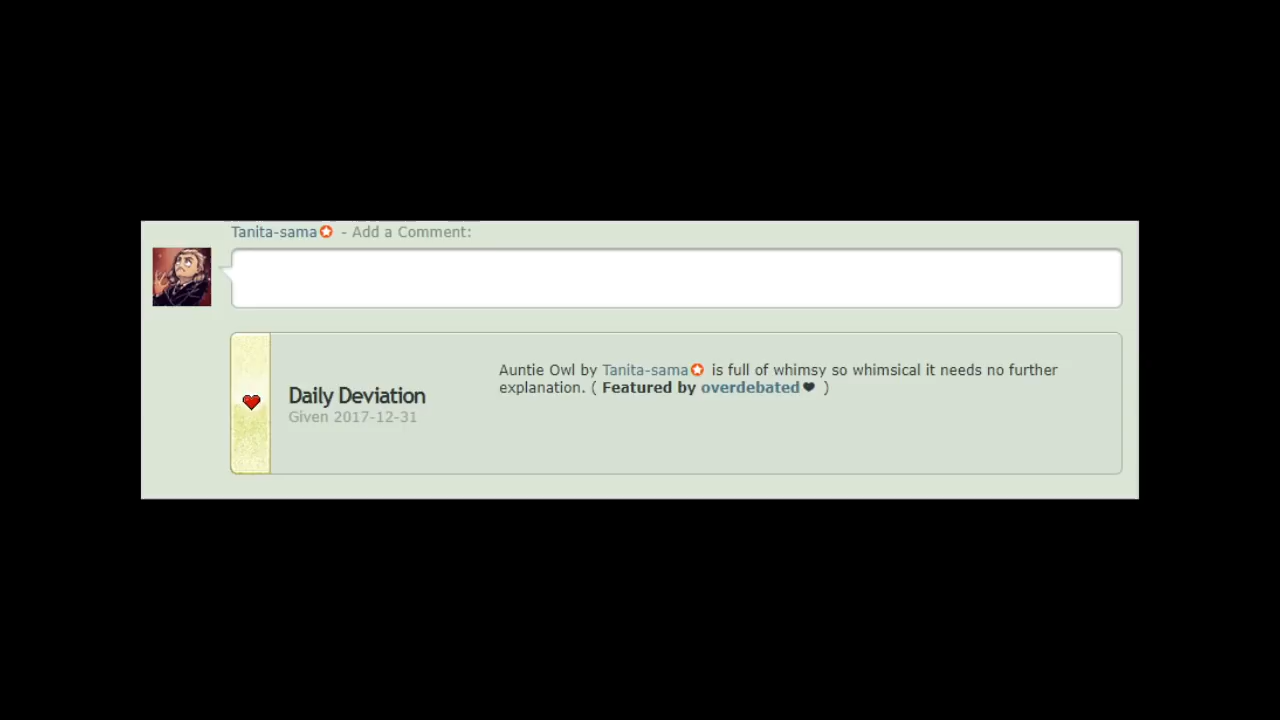 Tanita-sama - Add a Comment:
Auntie Owl by Tanita-sama is full of whimsy so whimsical it needs no further
explanation. ( Featured by overdebated )
Daily Deviation
Given 2017-12-31